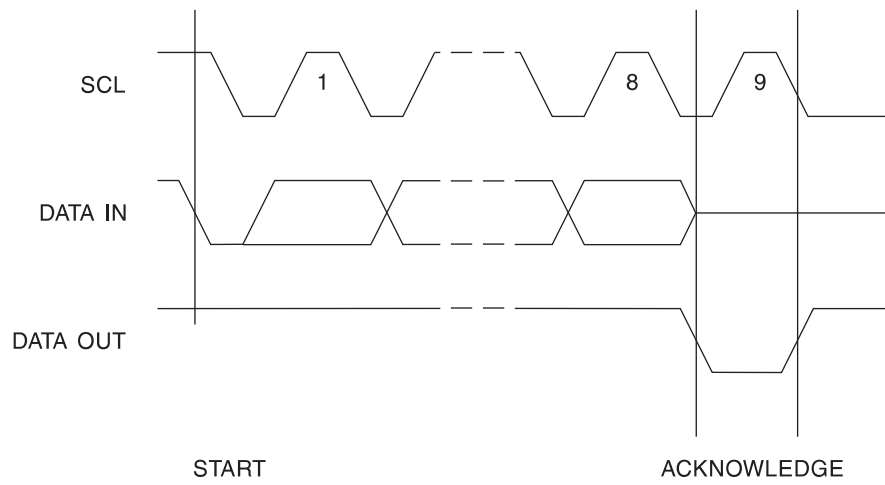 SCL
1
8
9
DATA IN
DATA OUT
START
ACKNOWLEDGE